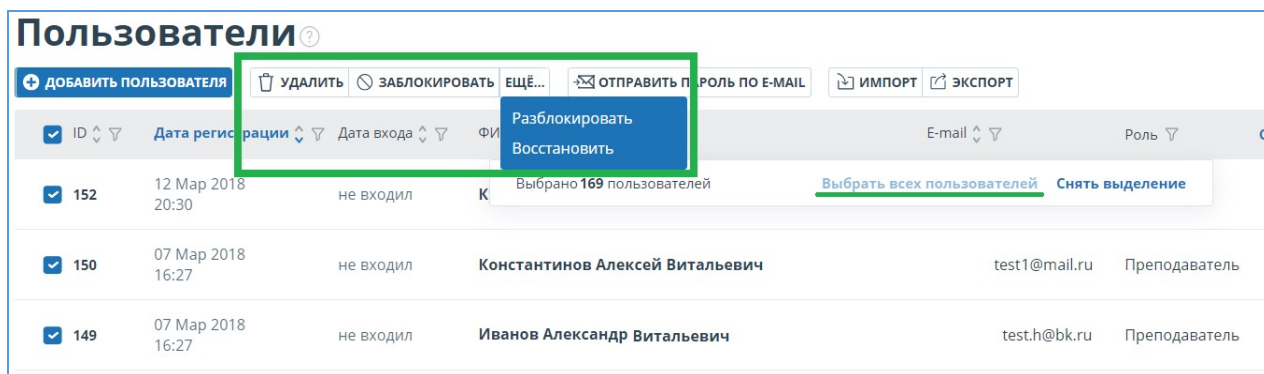 Пользователи ?
ДОБАВИТЬ ПОЛЬЗОВАТЕЛЯ УДАЛИТЬ ЗАБЛОКИРОВАТЬ ЕЩЁ... ОТПРАВИТЬ ПАРОЛЬ ПО E-MAIL ИМПОРТ ЭКСПОРТ
Разблокировать
Восстановить
ID Дата регистрации Дата входа E-mail Роль
Выбрано 169 пользователей Выбрать всех пользователей Снять выделение
152 12 Мар 2018 не входил К
20:30
150 07 Мар 2018 не входил Константинов Алексей Витальевич test1@mail.ru Преподаватель
16:27
149 07 Мар 2018 не входил Иванов Александр Витальевич test.h@bk.ru Преподаватель
16:27